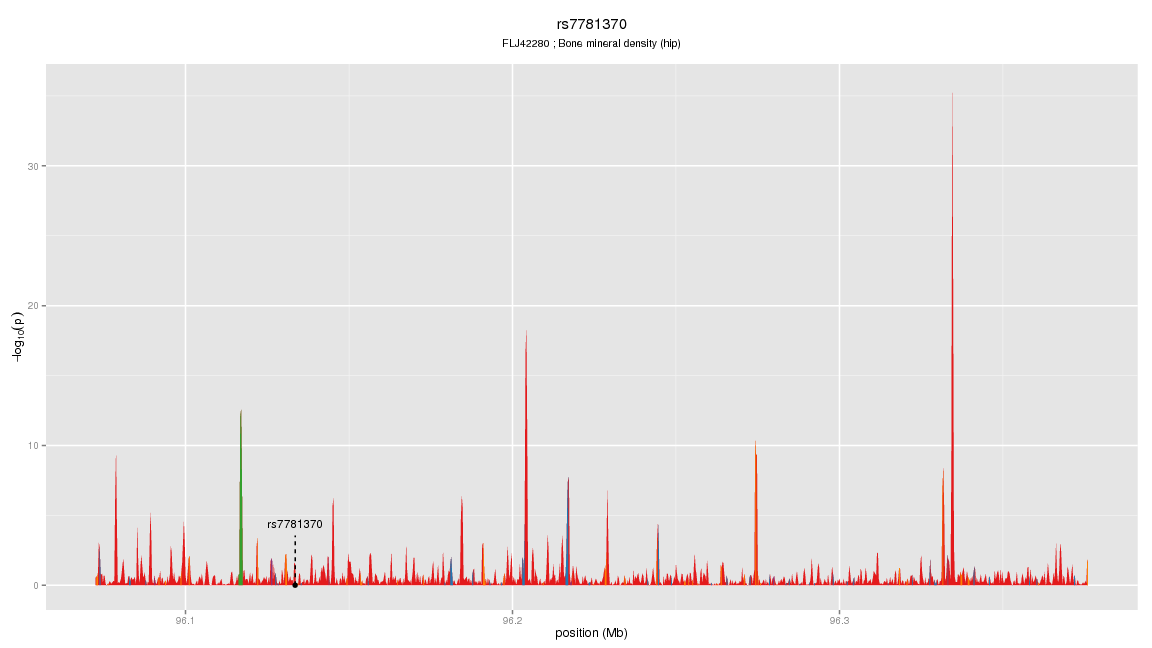 rs7781370
FLJ42280 ; Bone mineral density (hip)
−log10(p)
30
20
10
0
rs7781370
96.1
96.2
96.3
position (Mb)